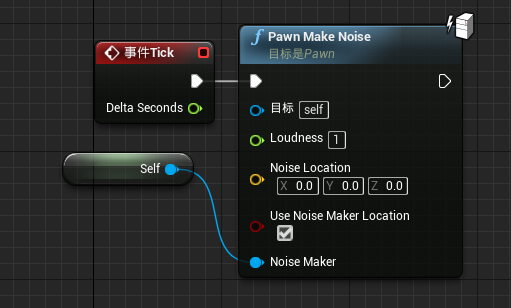 事件Tick
Delta Seconds
Self
f Pawn Make Noise
目标是Pawn
目标 self
Loudness 1
Noise Location
X 0.0 Y 0.0 Z 0.0
Use Noise Maker Location
Noise Maker